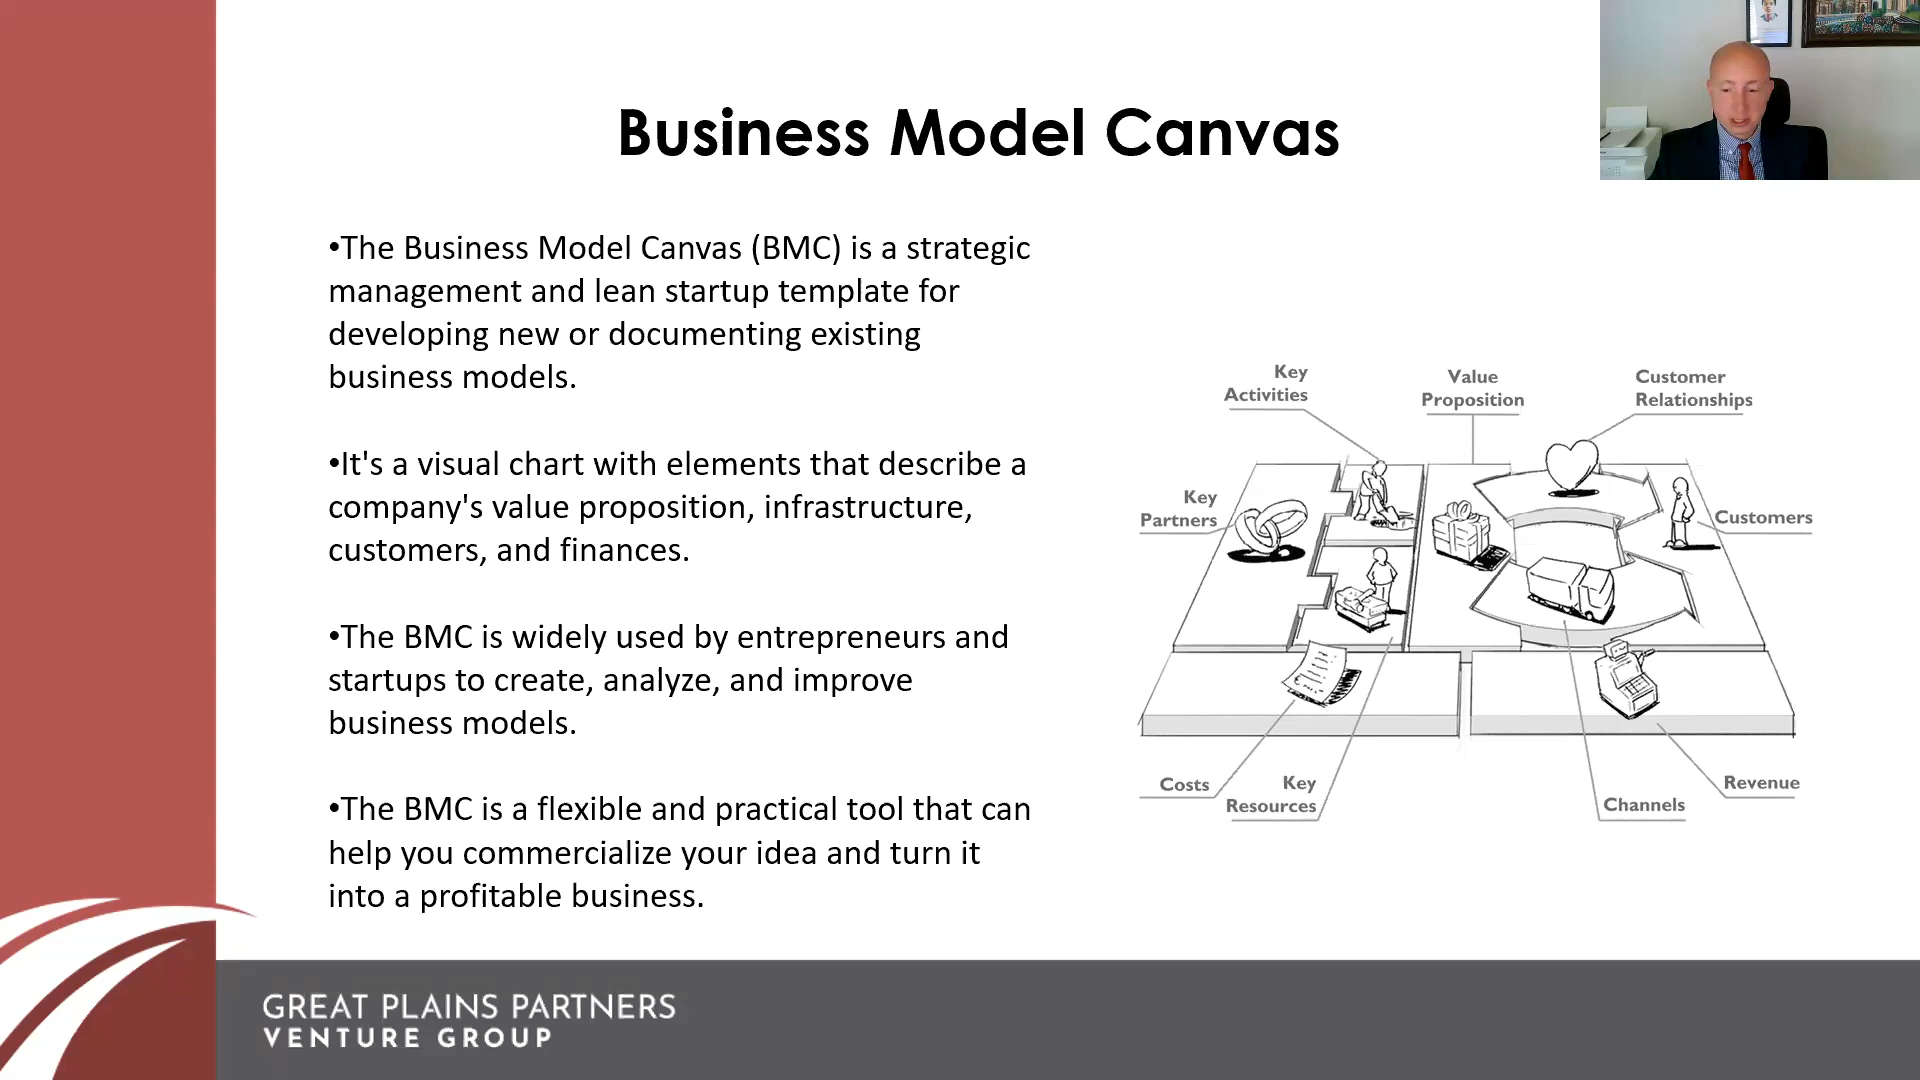 Business Model Canvas
•The Business Model Canvas (BMC) is a strategic
management and lean startup template for
developing new or documenting existing
business models.
•It's a visual chart with elements that describe a
company's value proposition, infrastructure,
customers, and finances.
•The BMC is widely used by entrepreneurs and
startups to create, analyze, and improve
business models.
•The BMC is a flexible and practical tool that can
help you commercialize your idea and turn it
into a profitable business.
Key
Activities
Value
Proposition
Customer
Relationships
Key
Partners
Customers
Costs
Key
Resources
Channels
Revenue
GREAT PLAINS PARTNERS
VENTURE GROUP